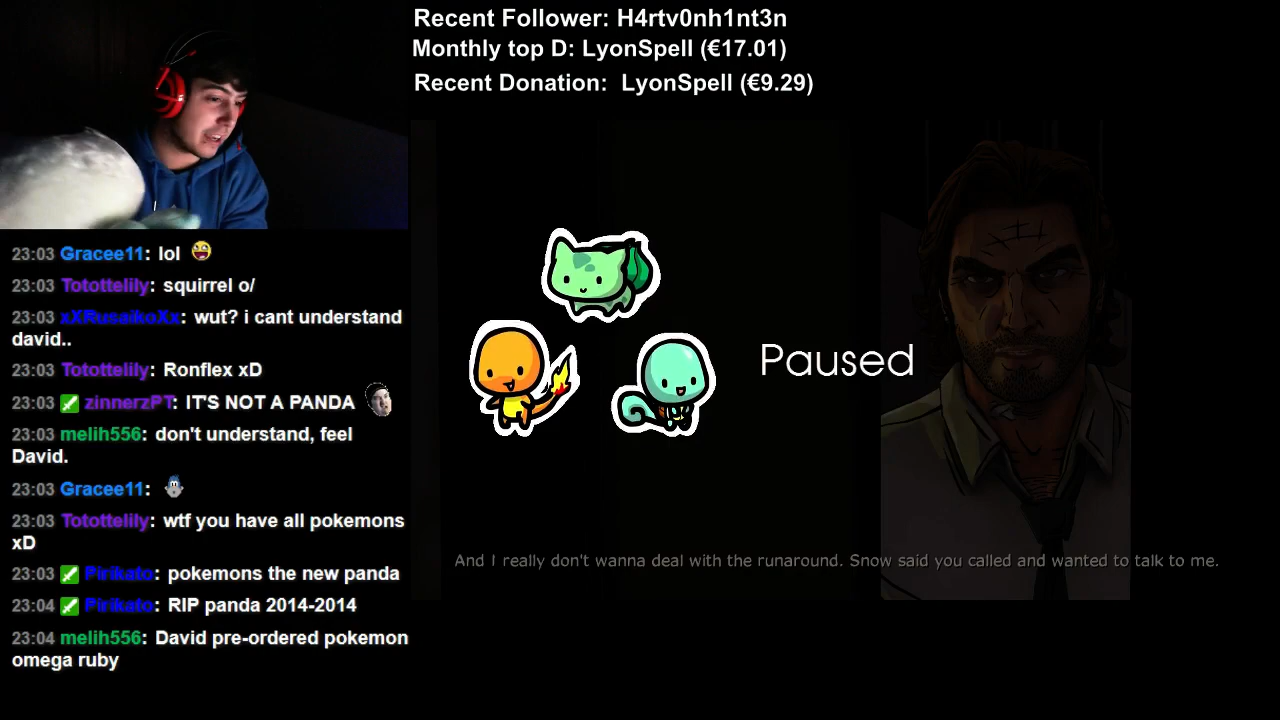 Recent Follower: H4rtv0nh1nt3n
Monthly top D: LyonSpell (€17.01)
Recent Donation: LyonSpell (€9.29)
23:03 Gracee11: lol
23:03 Totottelily: squirrel o/
23:03 xXRusaikoXx: wut? i cant understand
david..
23:03 Totottelily: Ronflex xD
23:03 zinnerzPT: IT'S NOT A PANDA
23:03 melih556: don't understand, feel
David.
23:03 Gracee11:
23:03 Totottelily: wtf you have all pokemons
xD
23:03 Pirikato: pokemons the new panda
23:04 Pirikato: RIP panda 2014-2014
23:04 melih556: David pre-ordered pokemon
omega ruby
Paused
And I really don't wanna deal with the runaround. Snow said you called and wanted to talk to me.